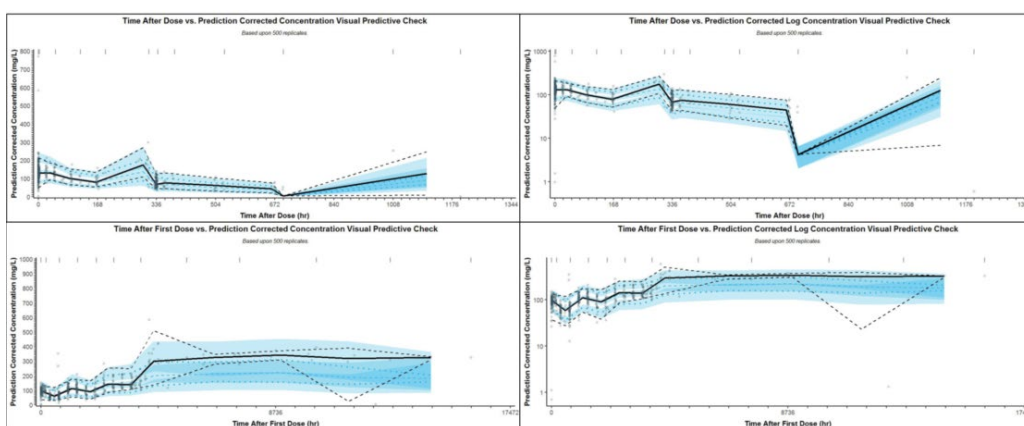 Time After Dose vs. Prediction Corrected Concentration Visual Predictive Check
Based upon 500 replicates.
Prediction Corrected Concentration (mg/L)
800
700
600
500
400
300
200
100
0
0 168 336 504 672 840 1008 1176 1344
Time After Dose (hr)
Time After Dose vs. Prediction Corrected Log Concentration Visual Predictive Check
Based upon 500 replicates.
Prediction Corrected Concentration (mg/L)
1000
100
10
1
0 168 336 504 672 840 1008 1176
Time After Dose (hr)
Time After First Dose vs. Prediction Corrected Concentration Visual Predictive Check
Based upon 500 replicates.
Prediction Corrected Concentration (mg/L)
1000
900
800
700
600
500
400
300
200
100
0
0 8736 17472
Time After First Dose (hr)
Time After First Dose vs. Prediction Corrected Log Concentration Visual Predictive Check
Based upon 500 replicates.
Prediction Corrected Concentration (mg/L)
100
10
1
0 8736
Time After First Dose (hr)